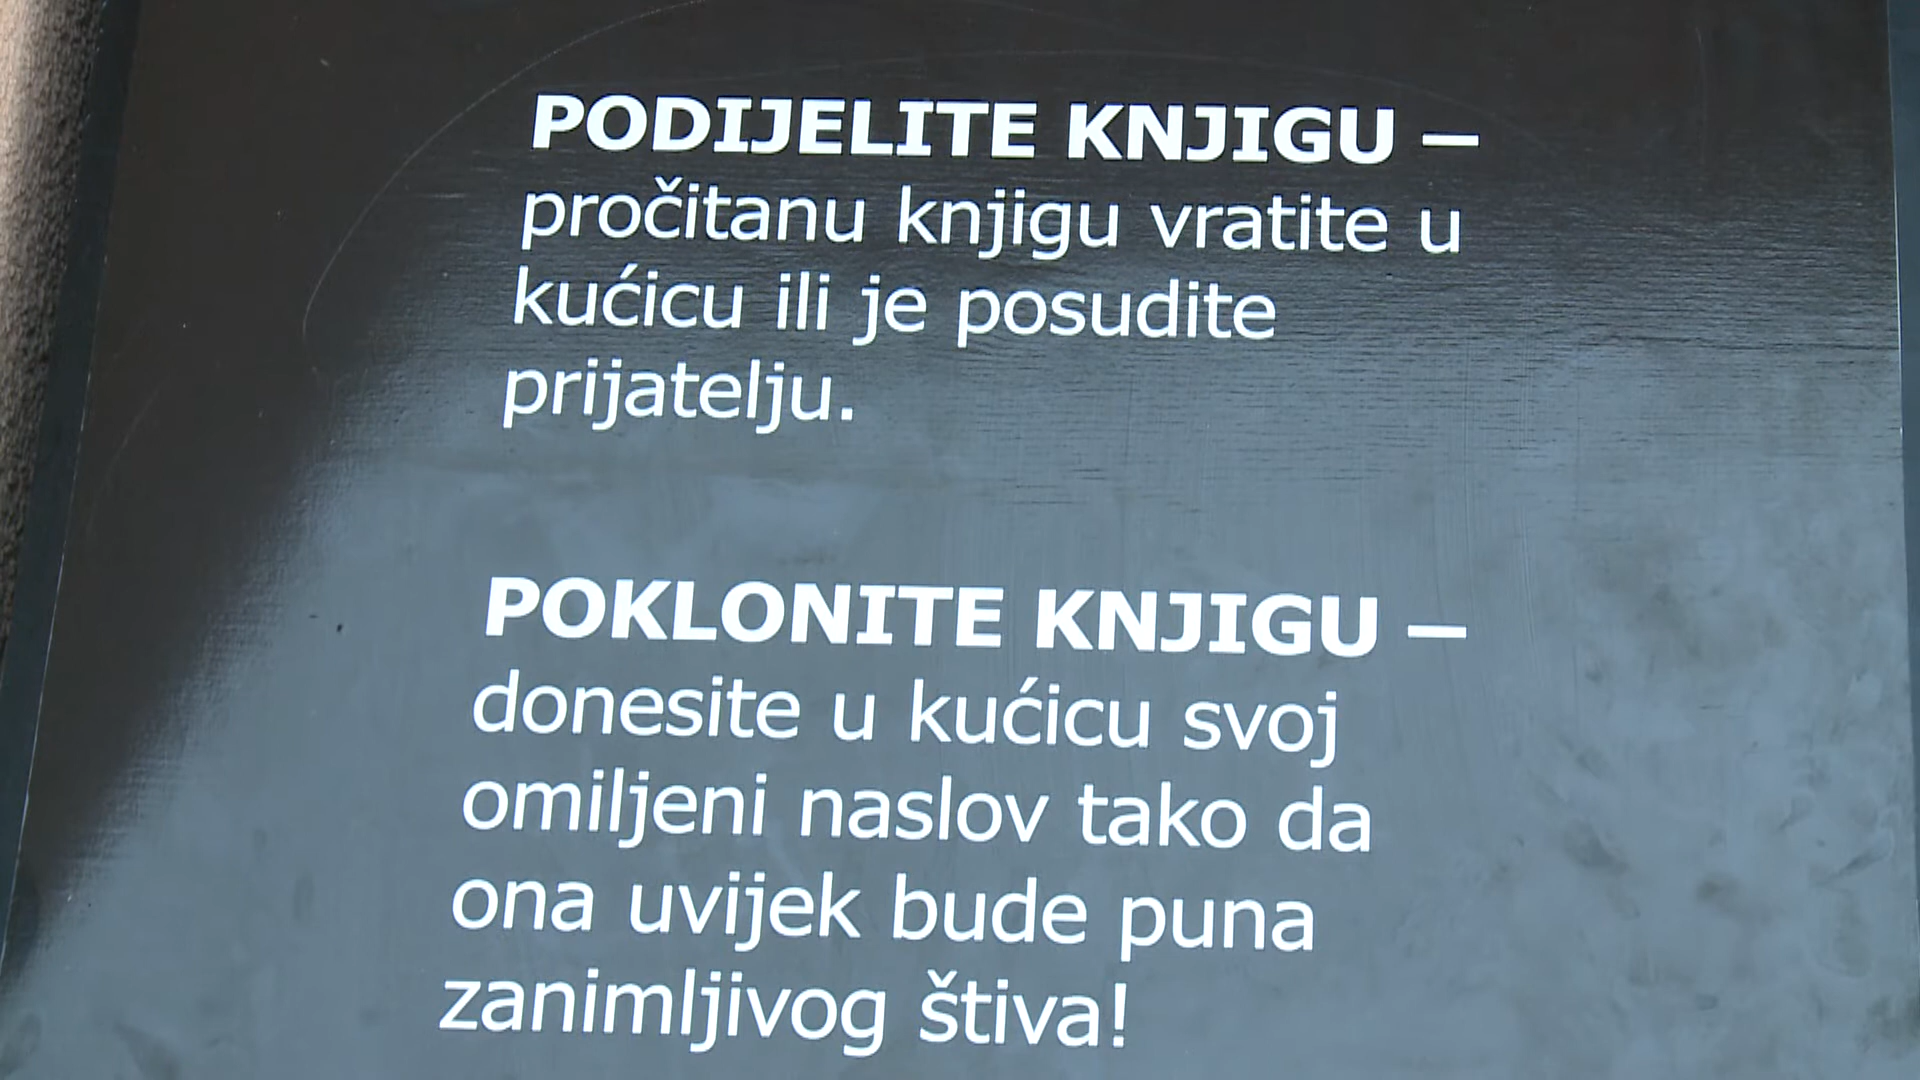 PODIJELITE KNJIGU –
pročitanu knjigu vratite u
kućicu ili je posudite
prijatelju.
POKLONITE KNJIGU –
donesite u kućicu svoj
omiljeni naslov tako da
ona uvijek bude puna
zanimljivog štiva!